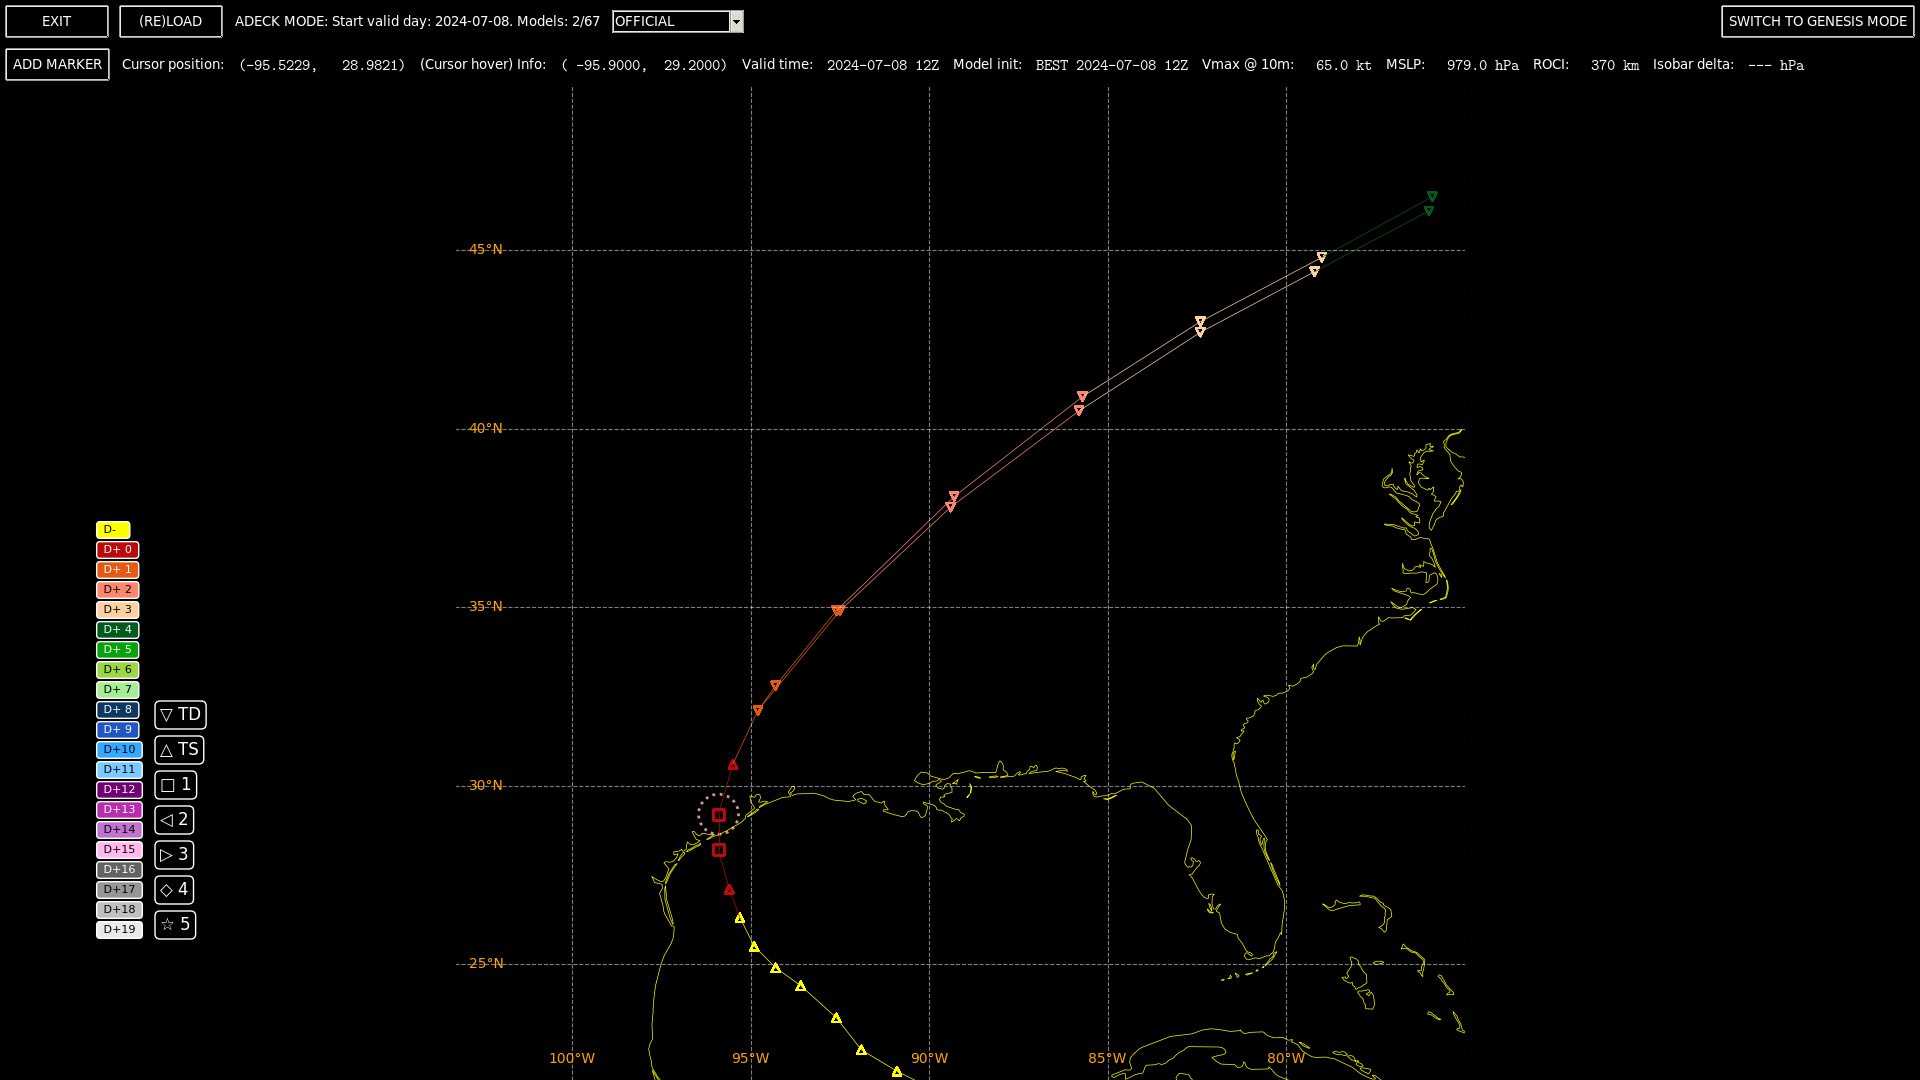 EXIT (RE)LOAD ADECK MODE: Start valid day: 2024-07-08. Models: 2/67 OFFICIAL SWITCH TO GENESIS MODE
ADD MARKER Cursor position: (-95.5229, 28.9821) (Cursor hover) Info: ( -95.9000, 29.2000) Valid time: 2024-07-08 12Z Model init: BEST 2024-07-08 12Z Vmax @ 10m: 65.0 kt MSLP: 979.0 hPa ROCI: 370 km Isobar delta: --- hPa
45°N
40°N
35°N
30°N
25°N
100°W 95°W 90°W 85°W 80°W
D-
D+ 0
D+ 1
D+ 2
D+ 3
D+ 4
D+ 5
D+ 6
D+ 7
D+ 8
D+ 9
D+10
D+11
D+12
D+13
D+14
D+15
D+16
D+17
D+18
D+19
▽ TD
△ TS
□ 1
◁ 2
▷ 3
◇ 4
☆ 5